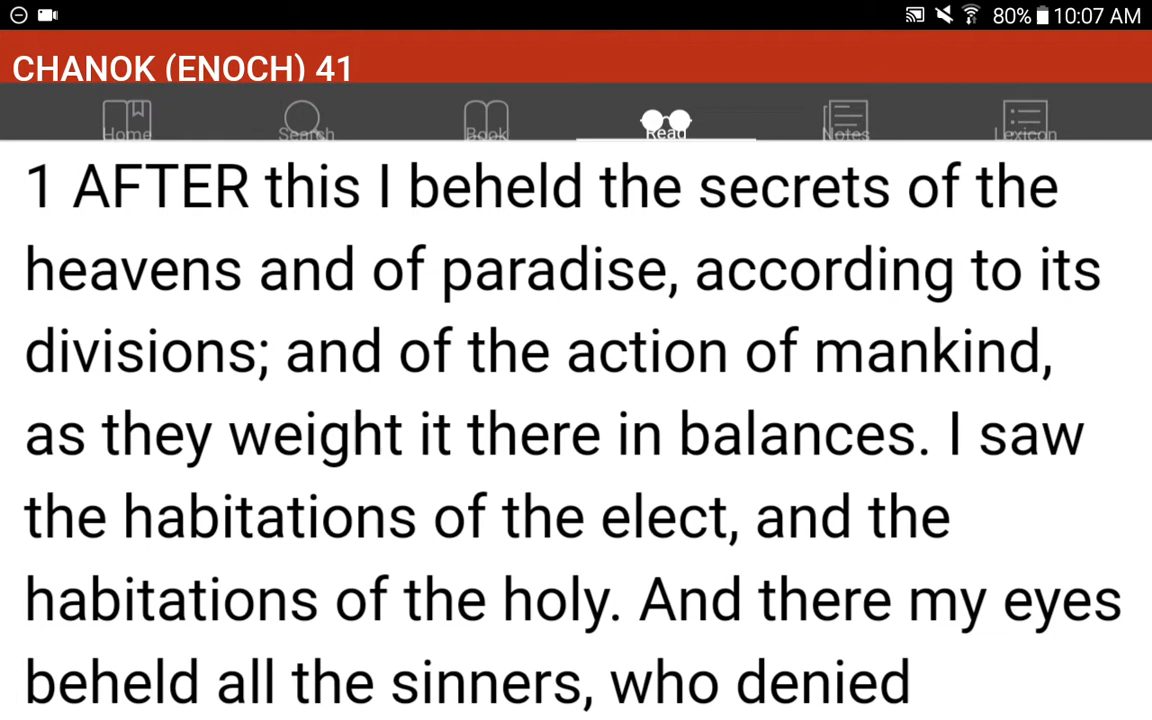 80% 10:07 AM
CHANOK (ENOCH) 41
Home Search Book Read Notes Lexicon
1 AFTER this I beheld the secrets of the
heavens and of paradise, according to its
divisions; and of the action of mankind,
as they weight it there in balances. I saw
the habitations of the elect, and the
habitations of the holy. And there my eyes
beheld all the sinners, who denied